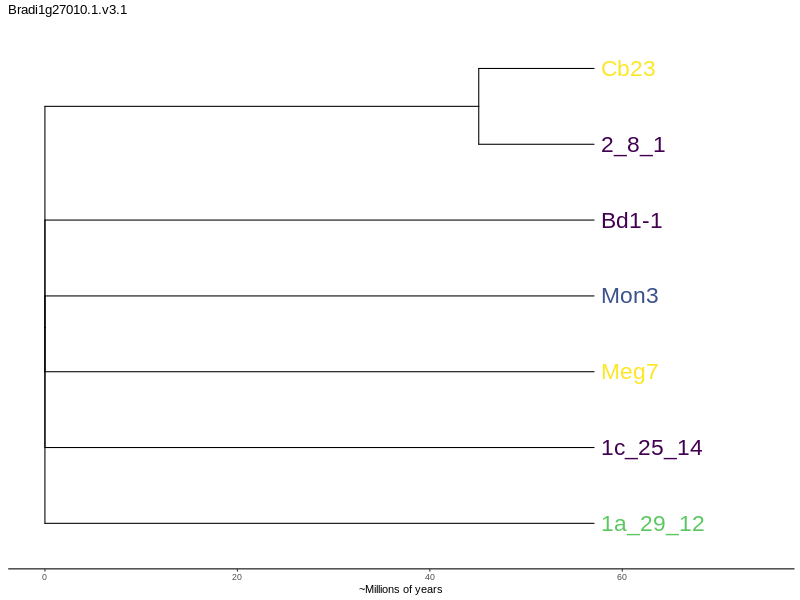 Bradi1g27010.1.v3.1
Cb23
2_8_1
Bd1-1
Mon3
Meg7
1c_25_14
1a_29_12
0 20 40 60
~Millions of years